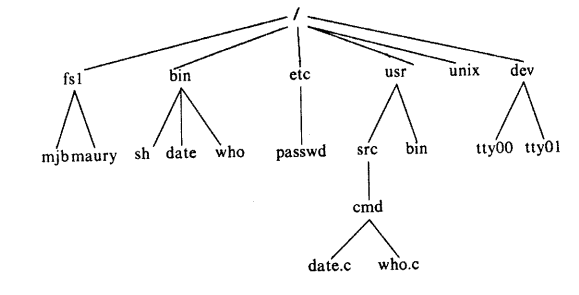 /
fs1 bin etc usr unix dev
mjb maury sh date who passwd src bin tty00 tty01
cmd
date.c who.c